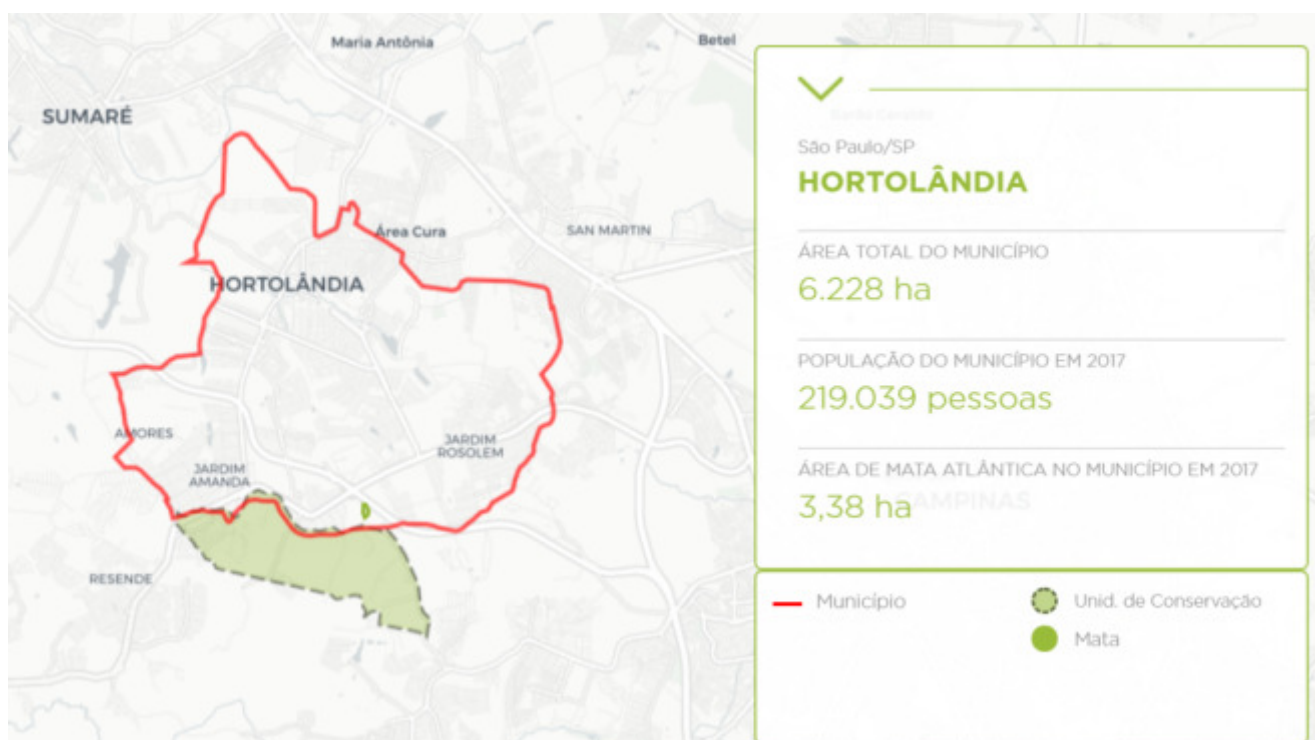 Maria Antônia
Betel
SUMARÉ
Área Cura
SAN MARTIN
HORTOLÂNDIA
AMORES
JARDIM
ROSOLEM
JARDIM
AMANDA
RESENDE
São Paulo/SP
HORTOLÂNDIA
ÁREA TOTAL DO MUNICÍPIO
6.228 ha
POPULAÇÃO DO MUNICÍPIO EM 2017
219.039 pessoas
ÁREA DE MATA ATLÂNTICA NO MUNICÍPIO EM 2017
3,38 ha
CAMPINAS
Município
Unid. de Conservação
Mata